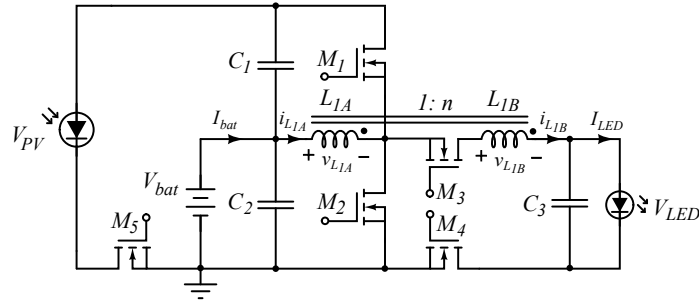 C1
M1
L1A
1: n
L1B
VPV
Ibat
iL1A
iL1B
ILED
+ vL1A −
+ vL1B −
Vbat
C2
M2
M3
M5
M4
C3
VLED